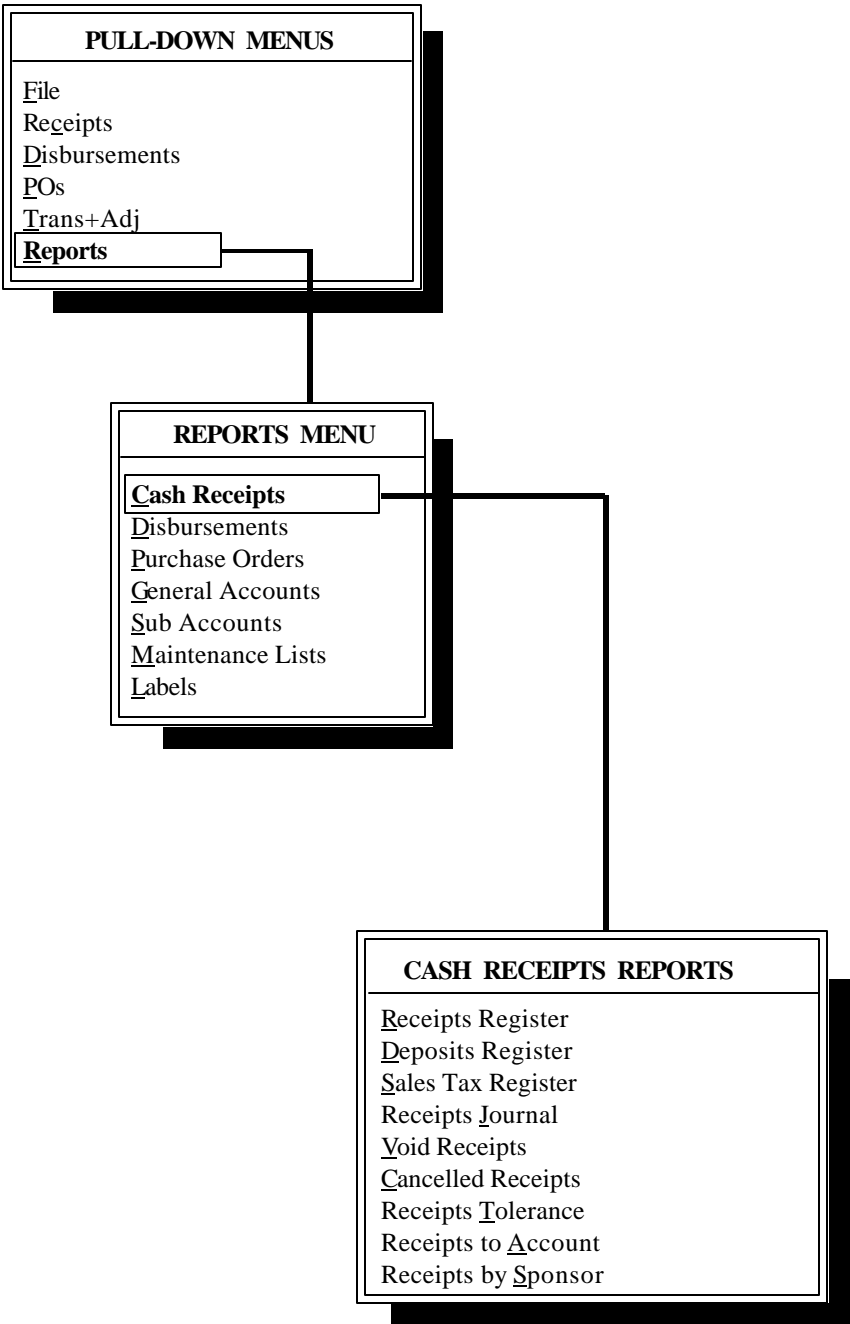 PULL-DOWN MENUS
File
Receipts
Disbursements
POs
Trans+Adj
Reports
REPORTS MENU
Cash Receipts
Disbursements
Purchase Orders
General Accounts
Sub Accounts
Maintenance Lists
Labels
CASH RECEIPTS REPORTS
Receipts Register
Deposits Register
Sales Tax Register
Receipts Journal
Void Receipts
Cancelled Receipts
Receipts Tolerance
Receipts to Account
Receipts by Sponsor